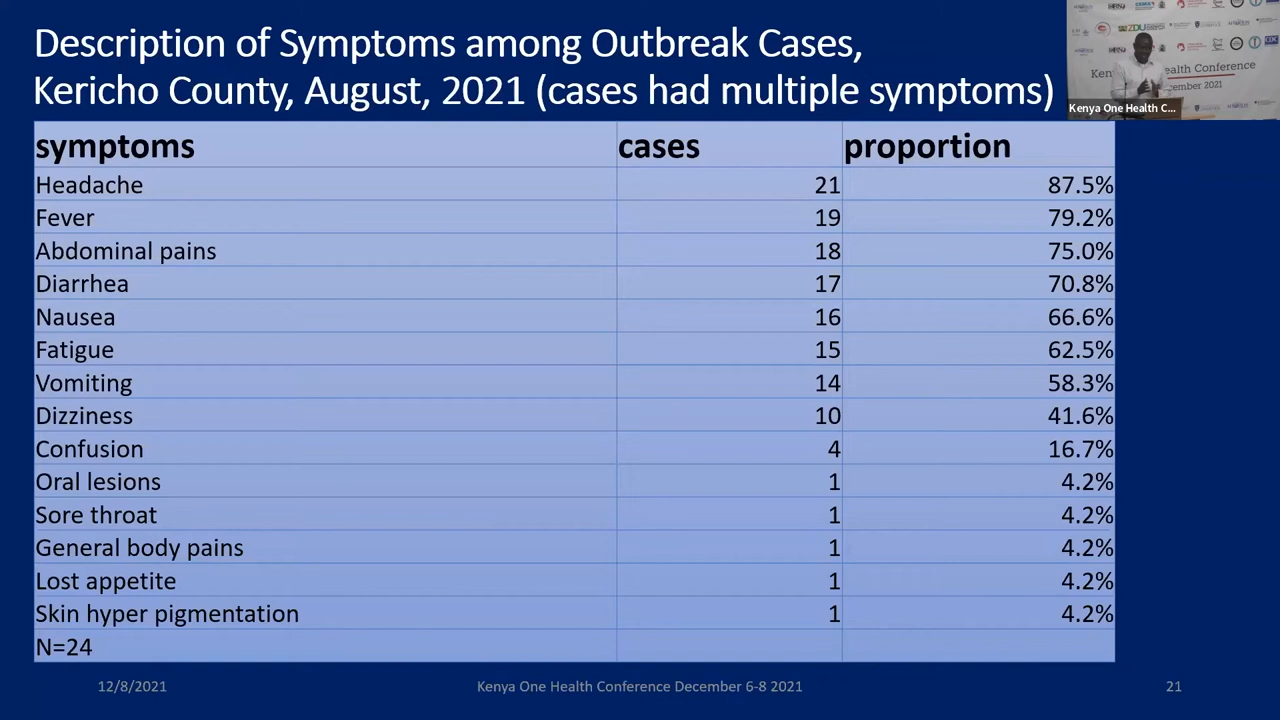 Description of Symptoms among Outbreak Cases,
Kericho County, August, 2021 (cases had multiple symptoms)
Kenya One Health C...
symptoms cases proportion
Headache 21 87.5%
Fever 19 79.2%
Abdominal pains 18 75.0%
Diarrhea 17 70.8%
Nausea 16 66.6%
Fatigue 15 62.5%
Vomiting 14 58.3%
Dizziness 10 41.6%
Confusion 4 16.7%
Oral lesions 1 4.2%
Sore throat 1 4.2%
General body pains 1 4.2%
Lost appetite 1 4.2%
Skin hyper pigmentation 1 4.2%
N=24
12/8/2021 Kenya One Health Conference December 6-8 2021 21